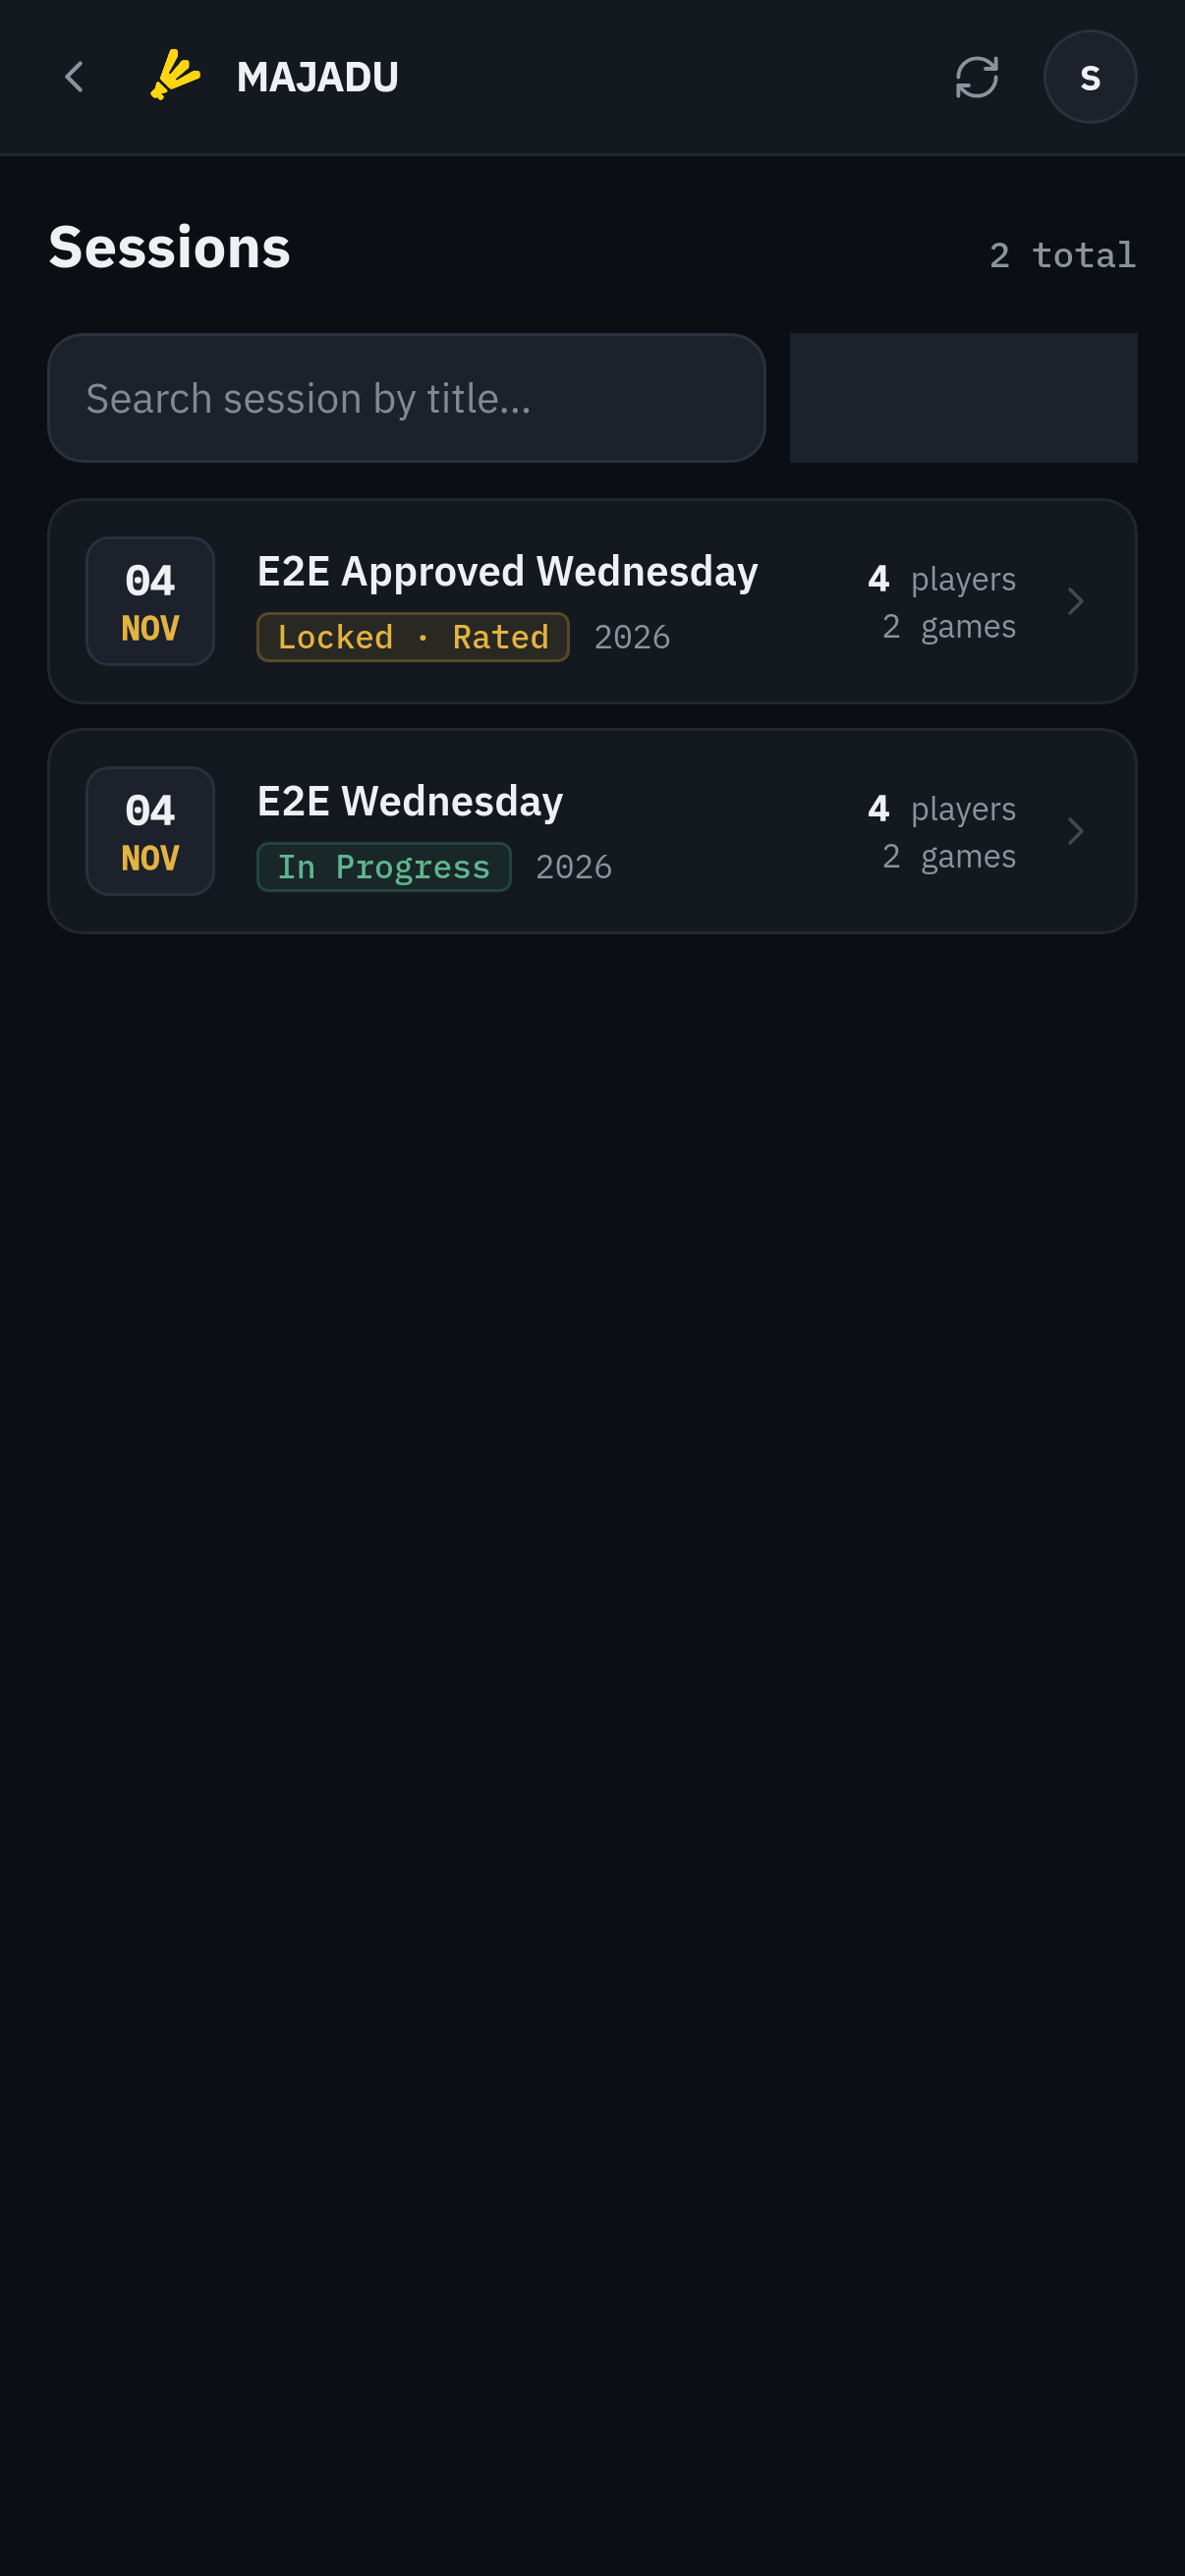 MAJADU
S
Sessions
2 total
Search session by title...
04
NOV
E2E Approved Wednesday
Locked · Rated 2026
4 players
2 games
04
NOV
E2E Wednesday
In Progress 2026
4 players
2 games